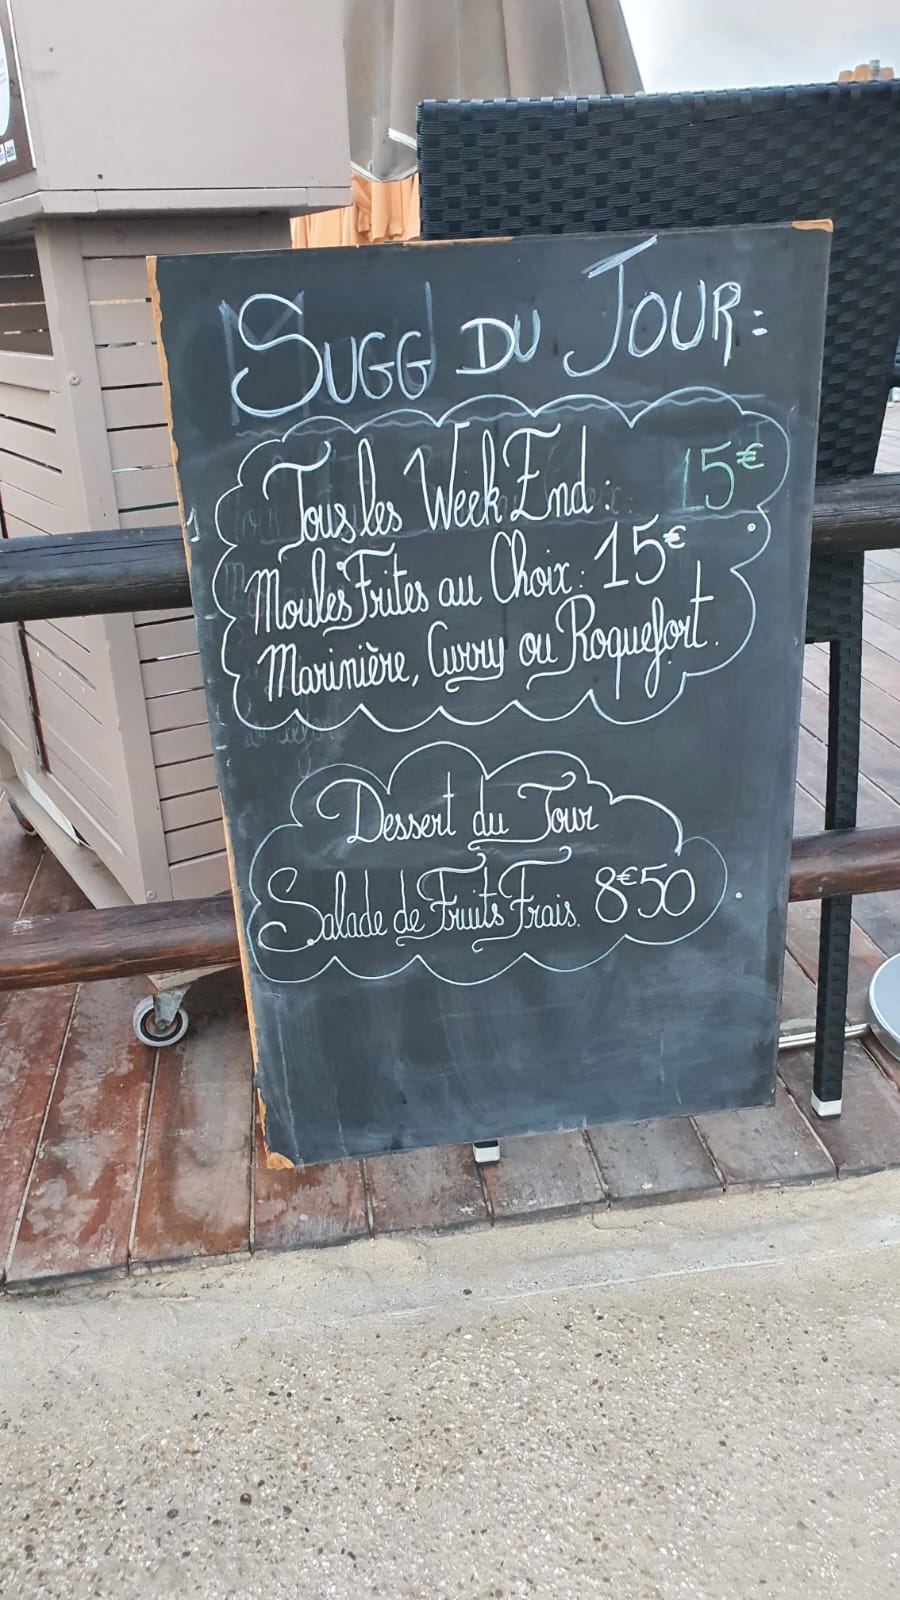 SUGG DU JOUR :
Tous les Week End : 15€
Moules Frites au Choix : 15€
Marinière, Curry ou Roquefort.
Dessert du Jour
Salade de Fruits Frais. 8€50